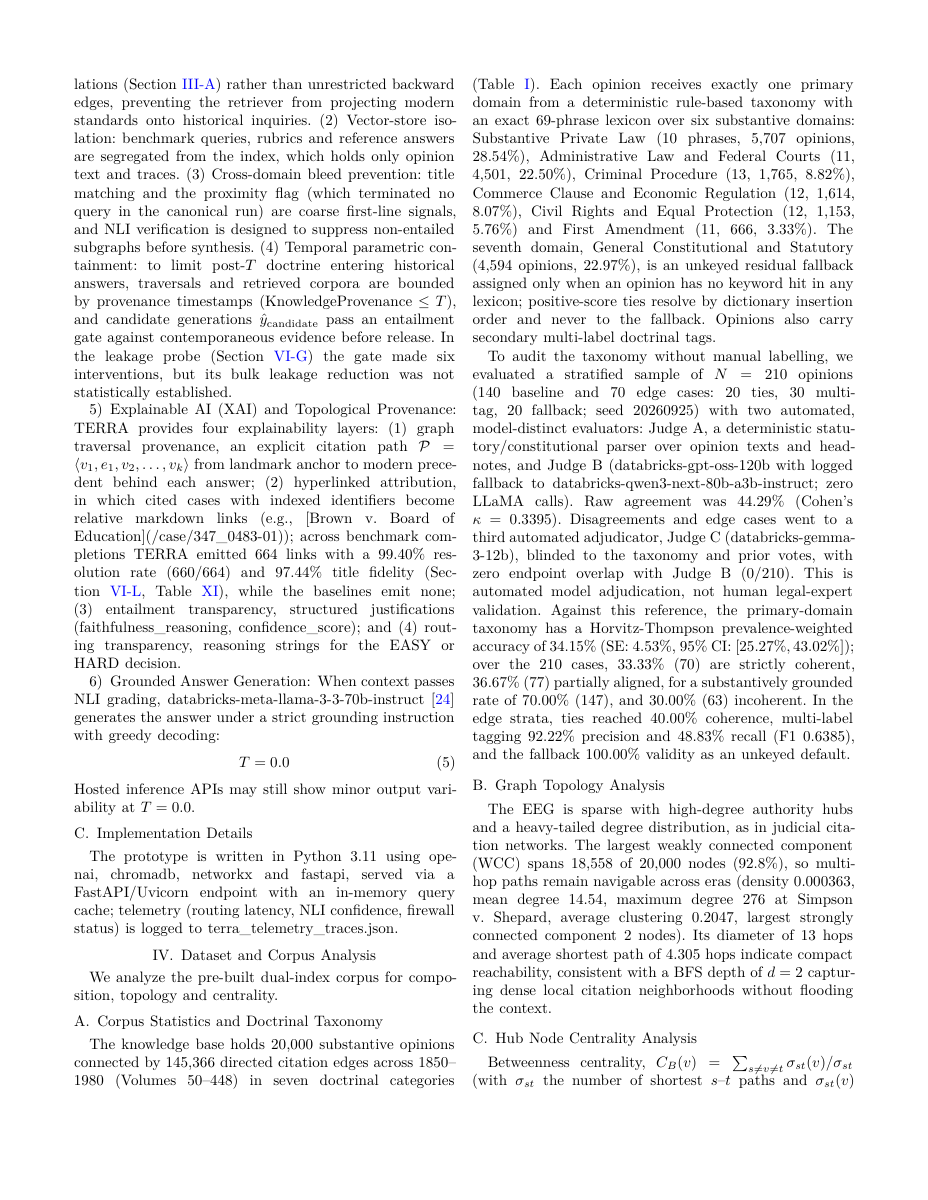 lations (Section III-A) rather than unrestricted backward
edges, preventing the retriever from projecting modern
standards onto historical inquiries. (2) Vector-store iso-
lation: benchmark queries, rubrics and reference answers
are segregated from the index, which holds only opinion
text and traces. (3) Cross-domain bleed prevention: title
matching and the proximity flag (which terminated no
query in the canonical run) are coarse first-line signals,
and NLI verification is designed to suppress non-entailed
subgraphs before synthesis. (4) Temporal parametric con-
tainment: to limit post-T doctrine entering historical
answers, traversals and retrieved corpora are bounded
by provenance timestamps (KnowledgeProvenance ≤ T),
and candidate generations ŷcandidate pass an entailment
gate against contemporaneous evidence before release. In
the leakage probe (Section VI-G) the gate made six
interventions, but its bulk leakage reduction was not
statistically established.
5) Explainable AI (XAI) and Topological Provenance:
TERRA provides four explainability layers: (1) graph
traversal provenance, an explicit citation path 𝒫 =
⟨v1, e1, v2, . . . , vk⟩ from landmark anchor to modern prece-
dent behind each answer; (2) hyperlinked attribution,
in which cited cases with indexed identifiers become
relative markdown links (e.g., [Brown v. Board of
Education](/case/347_0483-01)); across benchmark com-
pletions TERRA emitted 664 links with a 99.40% res-
olution rate (660/664) and 97.44% title fidelity (Sec-
tion VI-L, Table XI), while the baselines emit none;
(3) entailment transparency, structured justifications
(faithfulness_reasoning, confidence_score); and (4) rout-
ing transparency, reasoning strings for the EASY or
HARD decision.
6) Grounded Answer Generation: When context passes
NLI grading, databricks-meta-llama-3-3-70b-instruct [24]
generates the answer under a strict grounding instruction
with greedy decoding:
T = 0.0 (5)
Hosted inference APIs may still show minor output vari-
ability at T = 0.0.
C. Implementation Details
The prototype is written in Python 3.11 using ope-
nai, chromadb, networkx and fastapi, served via a
FastAPI/Uvicorn endpoint with an in-memory query
cache; telemetry (routing latency, NLI confidence, firewall
status) is logged to terra_telemetry_traces.json.
IV. Dataset and Corpus Analysis
We analyze the pre-built dual-index corpus for compo-
sition, topology and centrality.
A. Corpus Statistics and Doctrinal Taxonomy
The knowledge base holds 20,000 substantive opinions
connected by 145,366 directed citation edges across 1850–
1980 (Volumes 50–448) in seven doctrinal categories
(Table I). Each opinion receives exactly one primary
domain from a deterministic rule-based taxonomy with
an exact 69-phrase lexicon over six substantive domains:
Substantive Private Law (10 phrases, 5,707 opinions,
28.54%), Administrative Law and Federal Courts (11,
4,501, 22.50%), Criminal Procedure (13, 1,765, 8.82%),
Commerce Clause and Economic Regulation (12, 1,614,
8.07%), Civil Rights and Equal Protection (12, 1,153,
5.76%) and First Amendment (11, 666, 3.33%). The
seventh domain, General Constitutional and Statutory
(4,594 opinions, 22.97%), is an unkeyed residual fallback
assigned only when an opinion has no keyword hit in any
lexicon; positive-score ties resolve by dictionary insertion
order and never to the fallback. Opinions also carry
secondary multi-label doctrinal tags.
To audit the taxonomy without manual labelling, we
evaluated a stratified sample of N = 210 opinions
(140 baseline and 70 edge cases: 20 ties, 30 multi-
tag, 20 fallback; seed 20260925) with two automated,
model-distinct evaluators: Judge A, a deterministic statu-
tory/constitutional parser over opinion texts and head-
notes, and Judge B (databricks-gpt-oss-120b with logged
fallback to databricks-qwen3-next-80b-a3b-instruct; zero
LLaMA calls). Raw agreement was 44.29% (Cohen's
κ = 0.3395). Disagreements and edge cases went to a
third automated adjudicator, Judge C (databricks-gemma-
3-12b), blinded to the taxonomy and prior votes, with
zero endpoint overlap with Judge B (0/210). This is
automated model adjudication, not human legal-expert
validation. Against this reference, the primary-domain
taxonomy has a Horvitz-Thompson prevalence-weighted
accuracy of 34.15% (SE: 4.53%, 95% CI: [25.27%, 43.02%]);
over the 210 cases, 33.33% (70) are strictly coherent,
36.67% (77) partially aligned, for a substantively grounded
rate of 70.00% (147), and 30.00% (63) incoherent. In the
edge strata, ties reached 40.00% coherence, multi-label
tagging 92.22% precision and 48.83% recall (F1 0.6385),
and the fallback 100.00% validity as an unkeyed default.
B. Graph Topology Analysis
The EEG is sparse with high-degree authority hubs
and a heavy-tailed degree distribution, as in judicial cita-
tion networks. The largest weakly connected component
(WCC) spans 18,558 of 20,000 nodes (92.8%), so multi-
hop paths remain navigable across eras (density 0.000363,
mean degree 14.54, maximum degree 276 at Simpson
v. Shepard, average clustering 0.2047, largest strongly
connected component 2 nodes). Its diameter of 13 hops
and average shortest path of 4.305 hops indicate compact
reachability, consistent with a BFS depth of d = 2 captur-
ing dense local citation neighborhoods without flooding
the context.
C. Hub Node Centrality Analysis
Betweenness centrality, CB(v) = ∑s≠v≠t σst(v)/σst
(with σst the number of shortest s–t paths and σst(v)